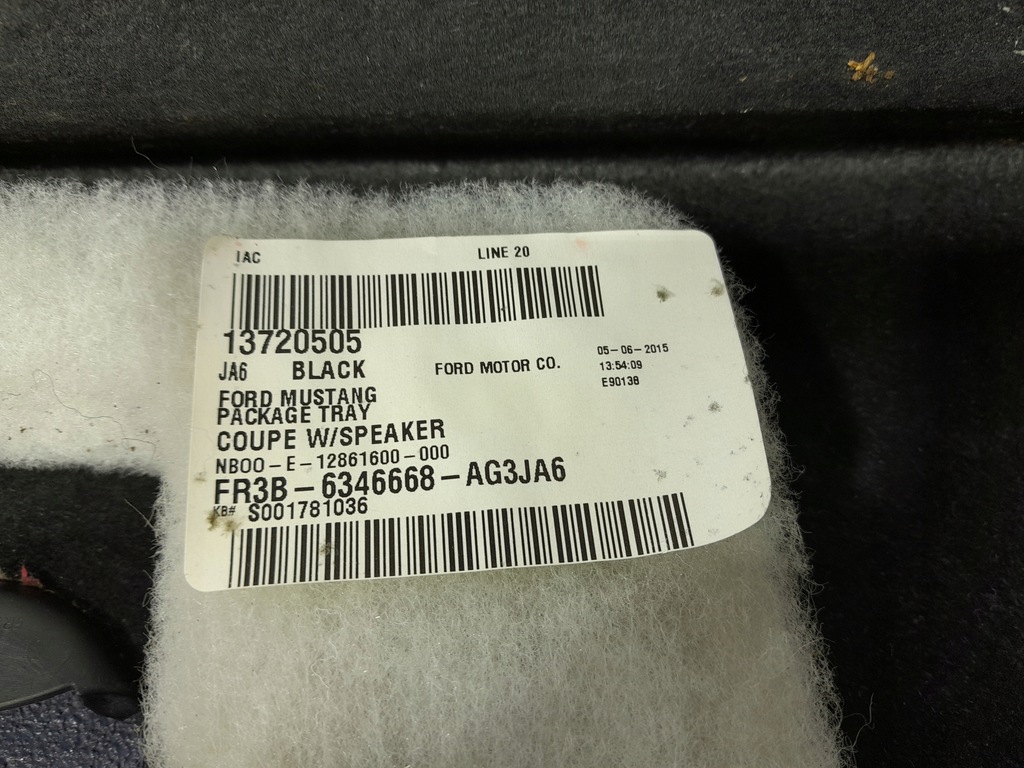 IAC LINE 20
13720505
JA6 BLACK FORD MOTOR CO. 05-06-2015
13:54:09
E90138
FORD MUSTANG
PACKAGE TRAY
COUPE W/SPEAKER
NB00-E-12861600-000
FR3B-6346668-AG3JA6
KB# S001781036